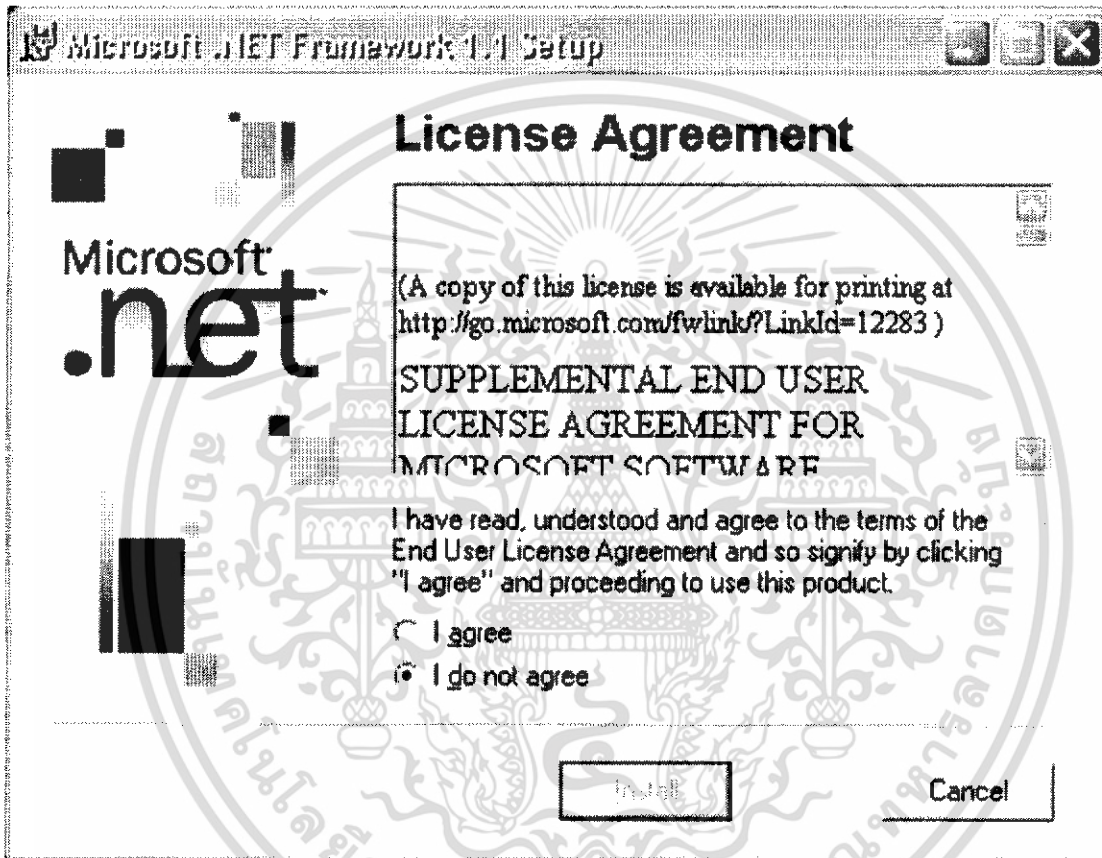 Microsoft .NET Framework 1.1 Setup
License Agreement
Microsoft
.net
(A copy of this license is available for printing at
http://go.microsoft.com/fwlink/?LinkId=12283 )
SUPPLEMENTAL END USER
LICENSE AGREEMENT FOR
MICROSOFT SOFTWARE
I have read, understood and agree to the terms of the
End User License Agreement and so signify by clicking
"I agree" and proceeding to use this product.
I agree
I do not agree
Install
Cancel